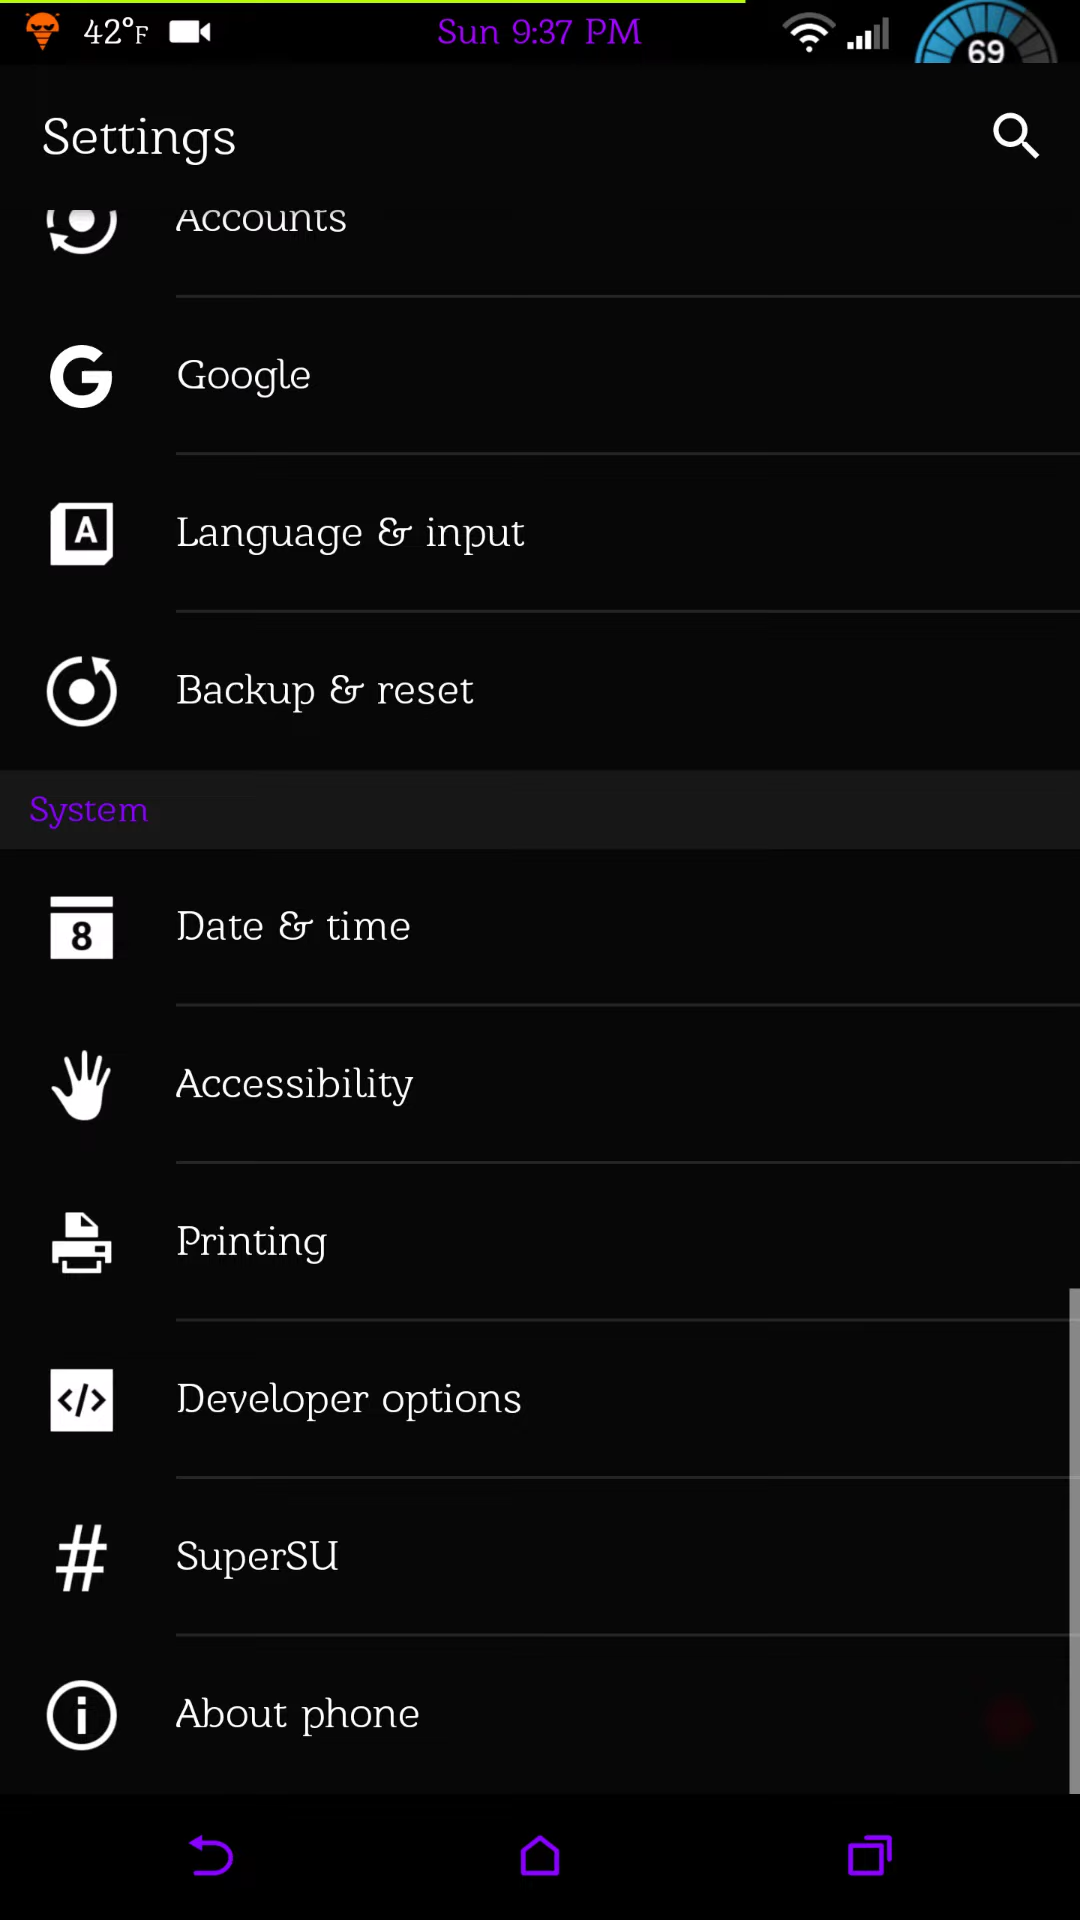 42°F Sun 9:37 PM 69
Settings
Accounts
G Google
A Language & input
Backup & reset
System
8 Date & time
Accessibility
Printing
</> Developer options
# SuperSU
i About phone